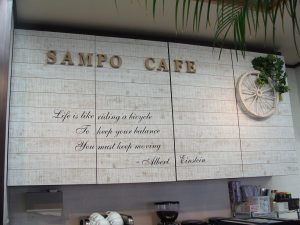 SAMPO CAFE
Life is like riding a bicycle
To keep your balance
You must keep moving
- Albert Einstein